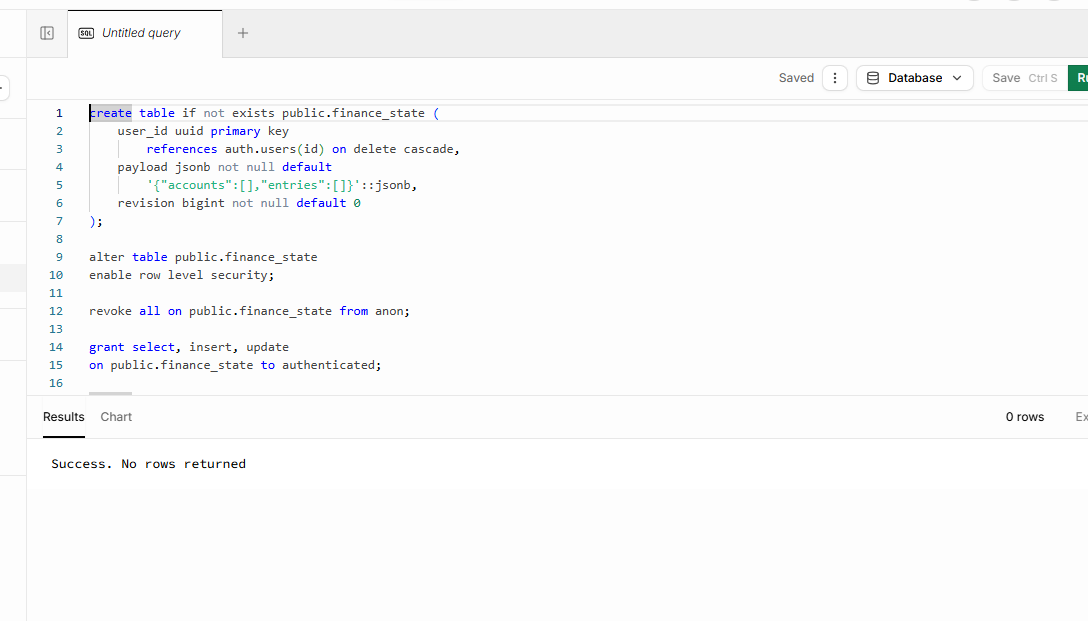 SQL Untitled query +
Saved Database Save Ctrl S
1 create table if not exists public.finance_state (
2 user_id uuid primary key
3 references auth.users(id) on delete cascade,
4 payload jsonb not null default
5 '{"accounts":[],"entries":[]}'::jsonb,
6 revision bigint not null default 0
7 );
8
9 alter table public.finance_state
10 enable row level security;
11
12 revoke all on public.finance_state from anon;
13
14 grant select, insert, update
15 on public.finance_state to authenticated;
16
Results Chart 0 rows
Success. No rows returned